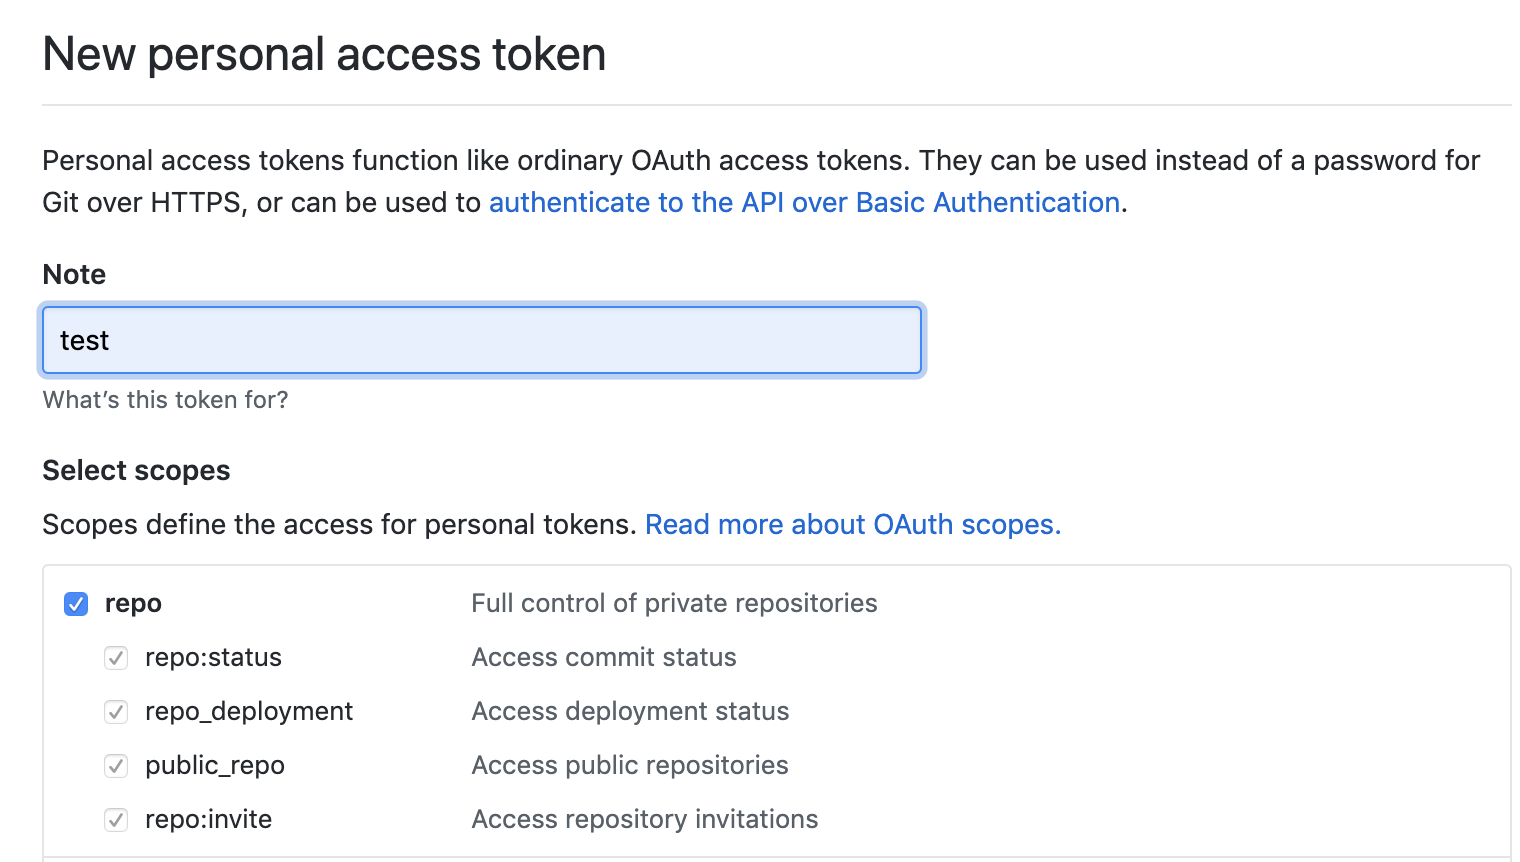 New personal access token
Personal access tokens function like ordinary OAuth access tokens. They can be used instead of a password for
Git over HTTPS, or can be used to authenticate to the API over Basic Authentication.
Note
test
What’s this token for?
Select scopes
Scopes define the access for personal tokens. Read more about OAuth scopes.
repo Full control of private repositories
repo:status Access commit status
repo_deployment Access deployment status
public_repo Access public repositories
repo:invite Access repository invitations